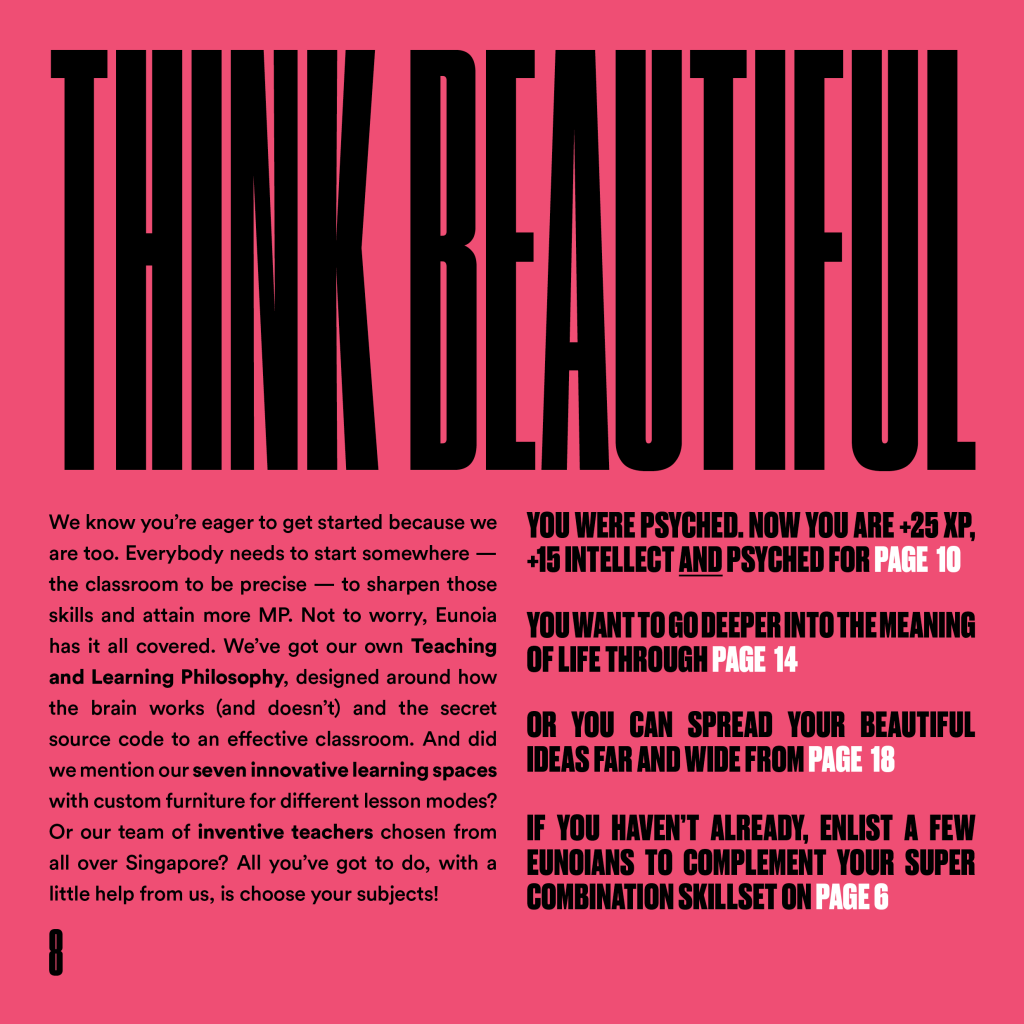 THINK BEAUTIFUL
We know you’re eager to get started because we
are too. Everybody needs to start somewhere —
the classroom to be precise — to sharpen those
skills and attain more MP. Not to worry, Eunoia
has it all covered. We’ve got our own Teaching
and Learning Philosophy, designed around how
the brain works (and doesn’t) and the secret
source code to an effective classroom. And did
we mention our seven innovative learning spaces
with custom furniture for different lesson modes?
Or our team of inventive teachers chosen from
all over Singapore? All you’ve got to do, with a
little help from us, is choose your subjects!
YOU WERE PSYCHED. NOW YOU ARE +25 XP,
+15 INTELLECT AND PSYCHED FOR PAGE 10
YOU WANT TO GO DEEPER INTO THE MEANING
OF LIFE THROUGH PAGE 14
OR YOU CAN SPREAD YOUR BEAUTIFUL
IDEAS FAR AND WIDE FROM PAGE 18
IF YOU HAVEN’T ALREADY, ENLIST A FEW
EUNOIANS TO COMPLEMENT YOUR SUPER
COMBINATION SKILLSET ON PAGE 6
8